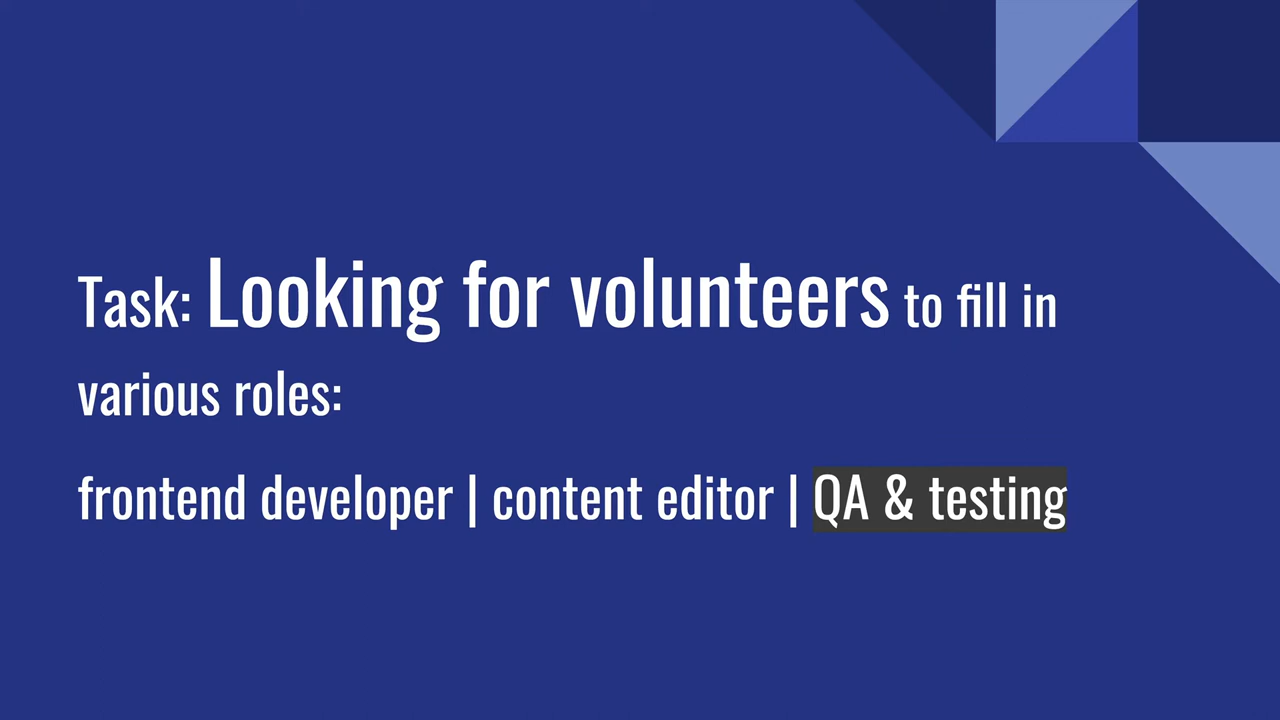 Task: Looking for volunteers to fill in
various roles:
frontend developer | content editor | QA & testing